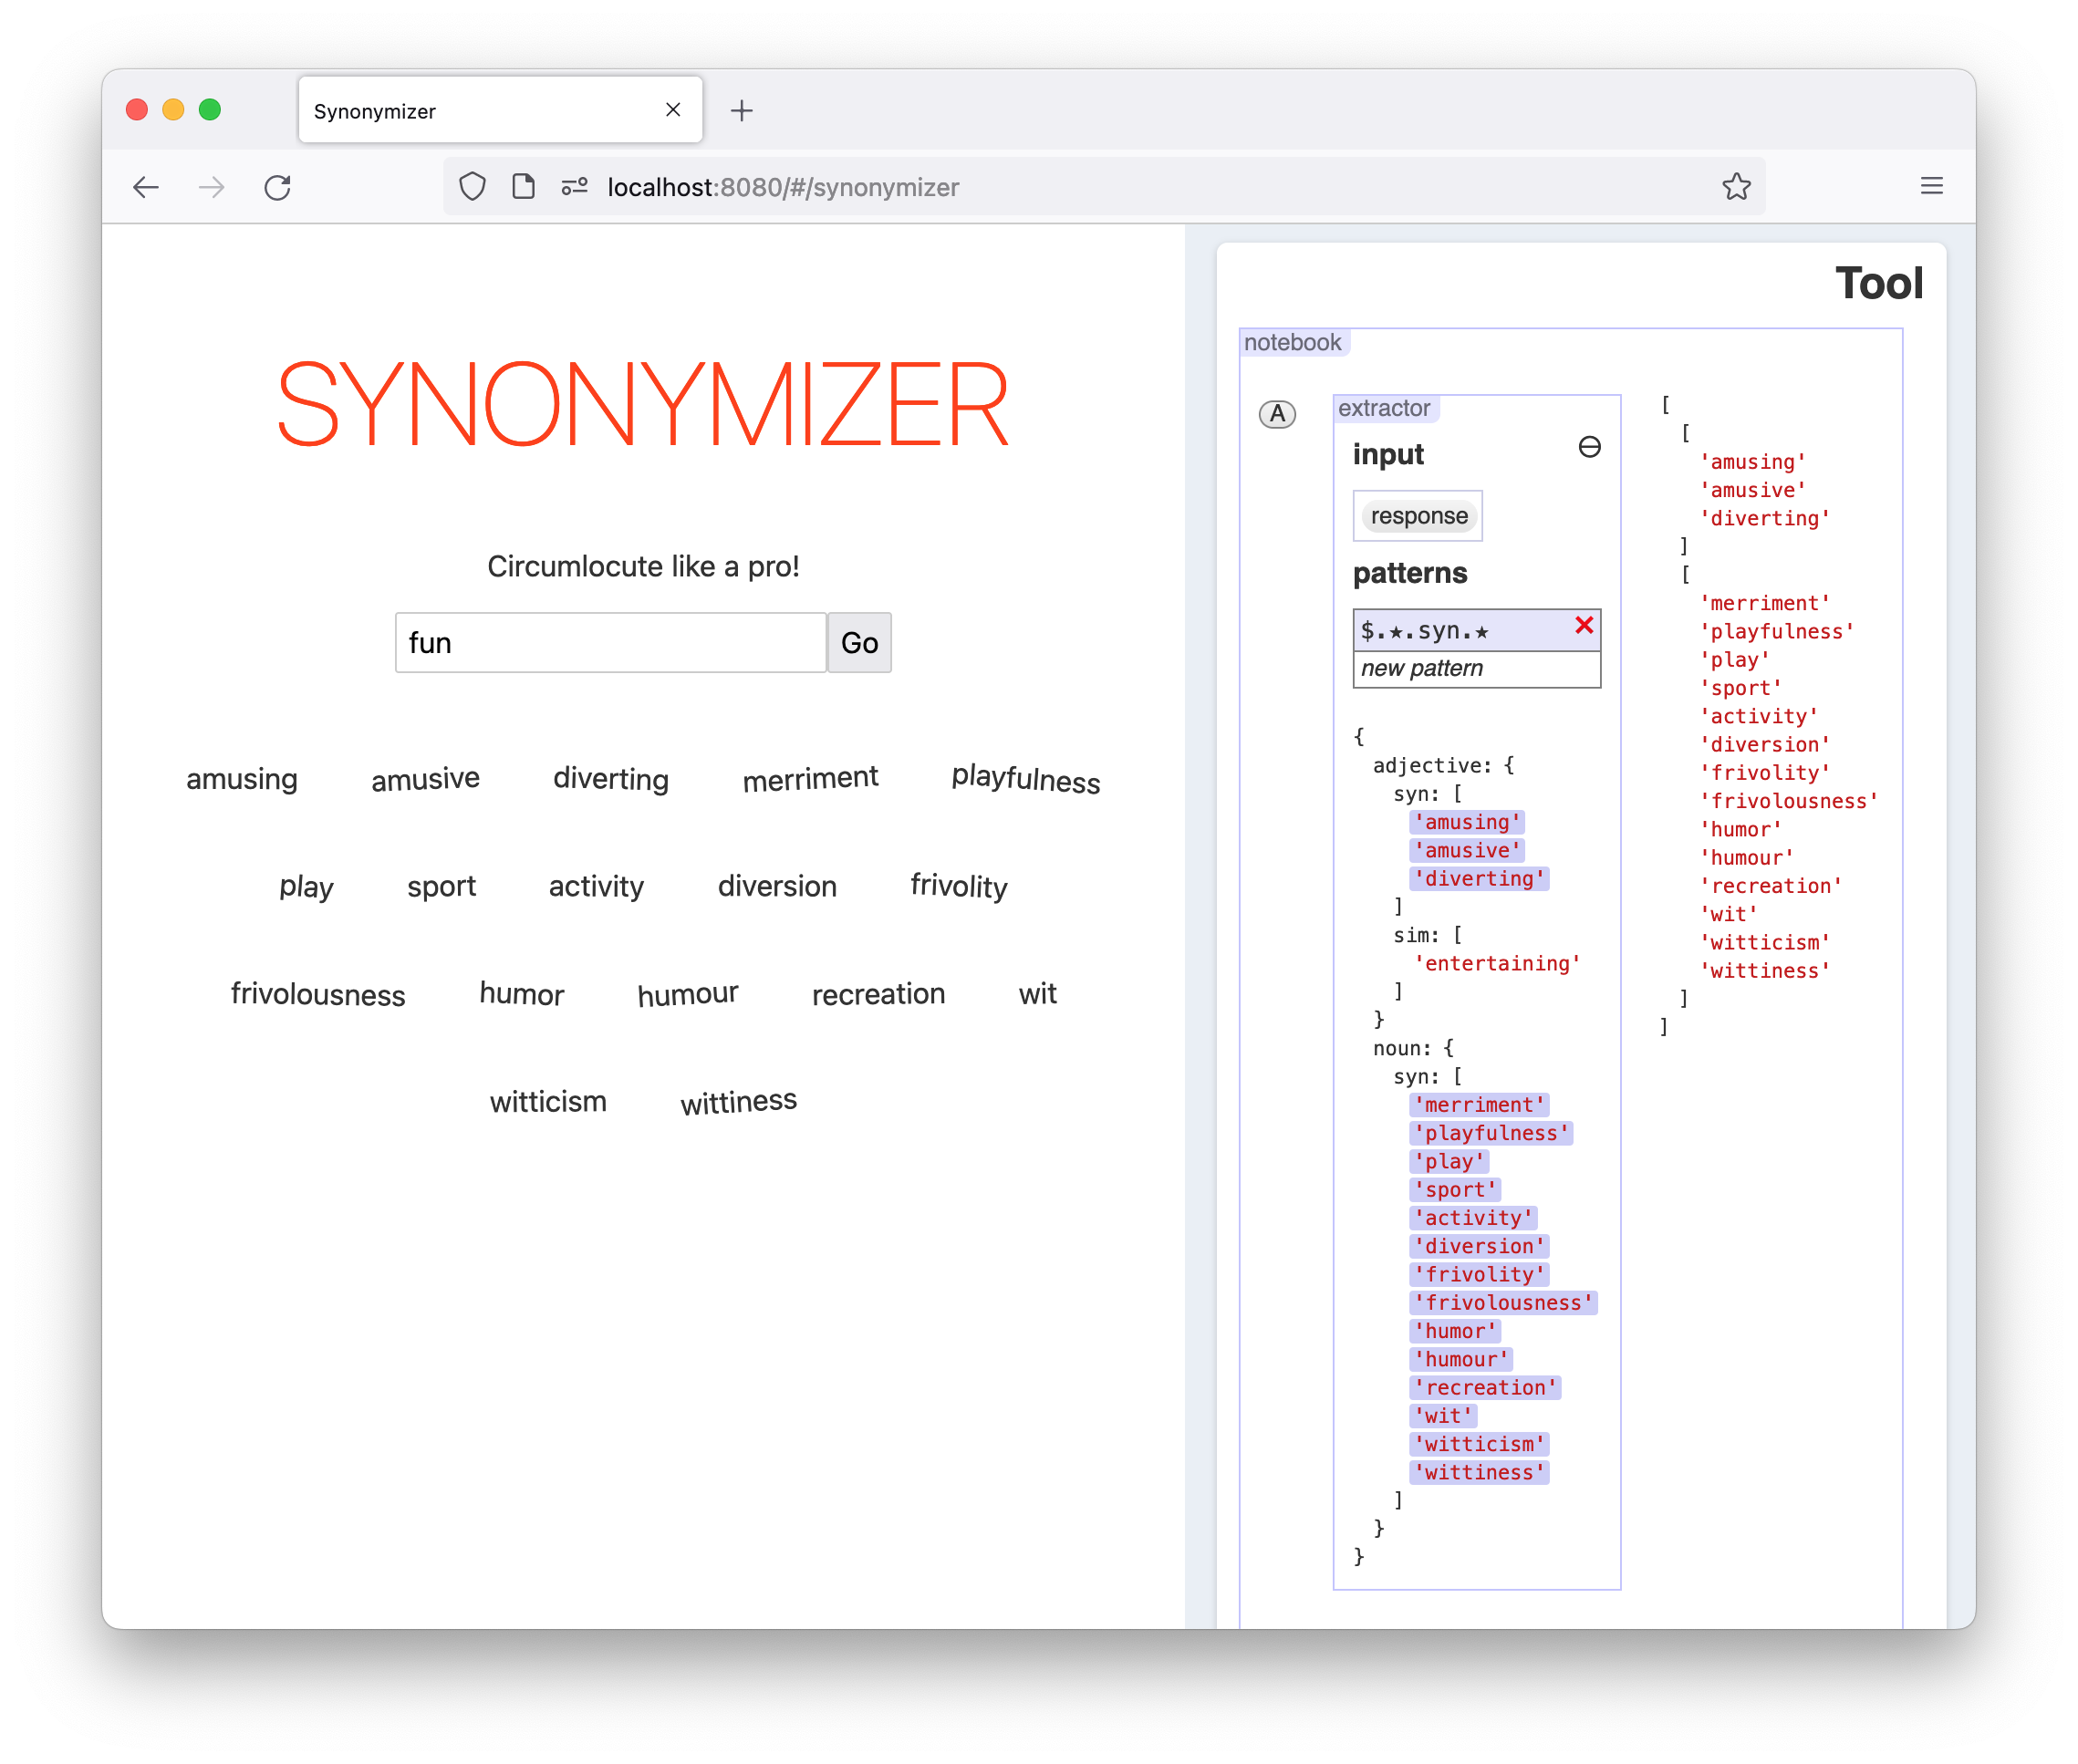 Synonymizer
localhost:8080/#/synonymizer
SYNONYMIZER
Circumlocute like a pro!
fun
Go
amusing amusive diverting merriment playfulness
play sport activity diversion frivolity
frivolousness humor humour recreation wit
witticism wittiness
Tool
notebook
A
extractor
input
response
patterns
$.★.syn.★
new pattern
{
adjective: {
syn: [
'amusing'
'amusive'
'diverting'
]
sim: [
'entertaining'
]
}
noun: {
syn: [
'merriment'
'playfulness'
'play'
'sport'
'activity'
'diversion'
'frivolity'
'frivolousness'
'humor'
'humour'
'recreation'
'wit'
'witticism'
'wittiness'
]
}
}
[
[
'amusing'
'amusive'
'diverting'
]
[
'merriment'
'playfulness'
'play'
'sport'
'activity'
'diversion'
'frivolity'
'frivolousness'
'humor'
'humour'
'recreation'
'wit'
'witticism'
'wittiness'
]
]